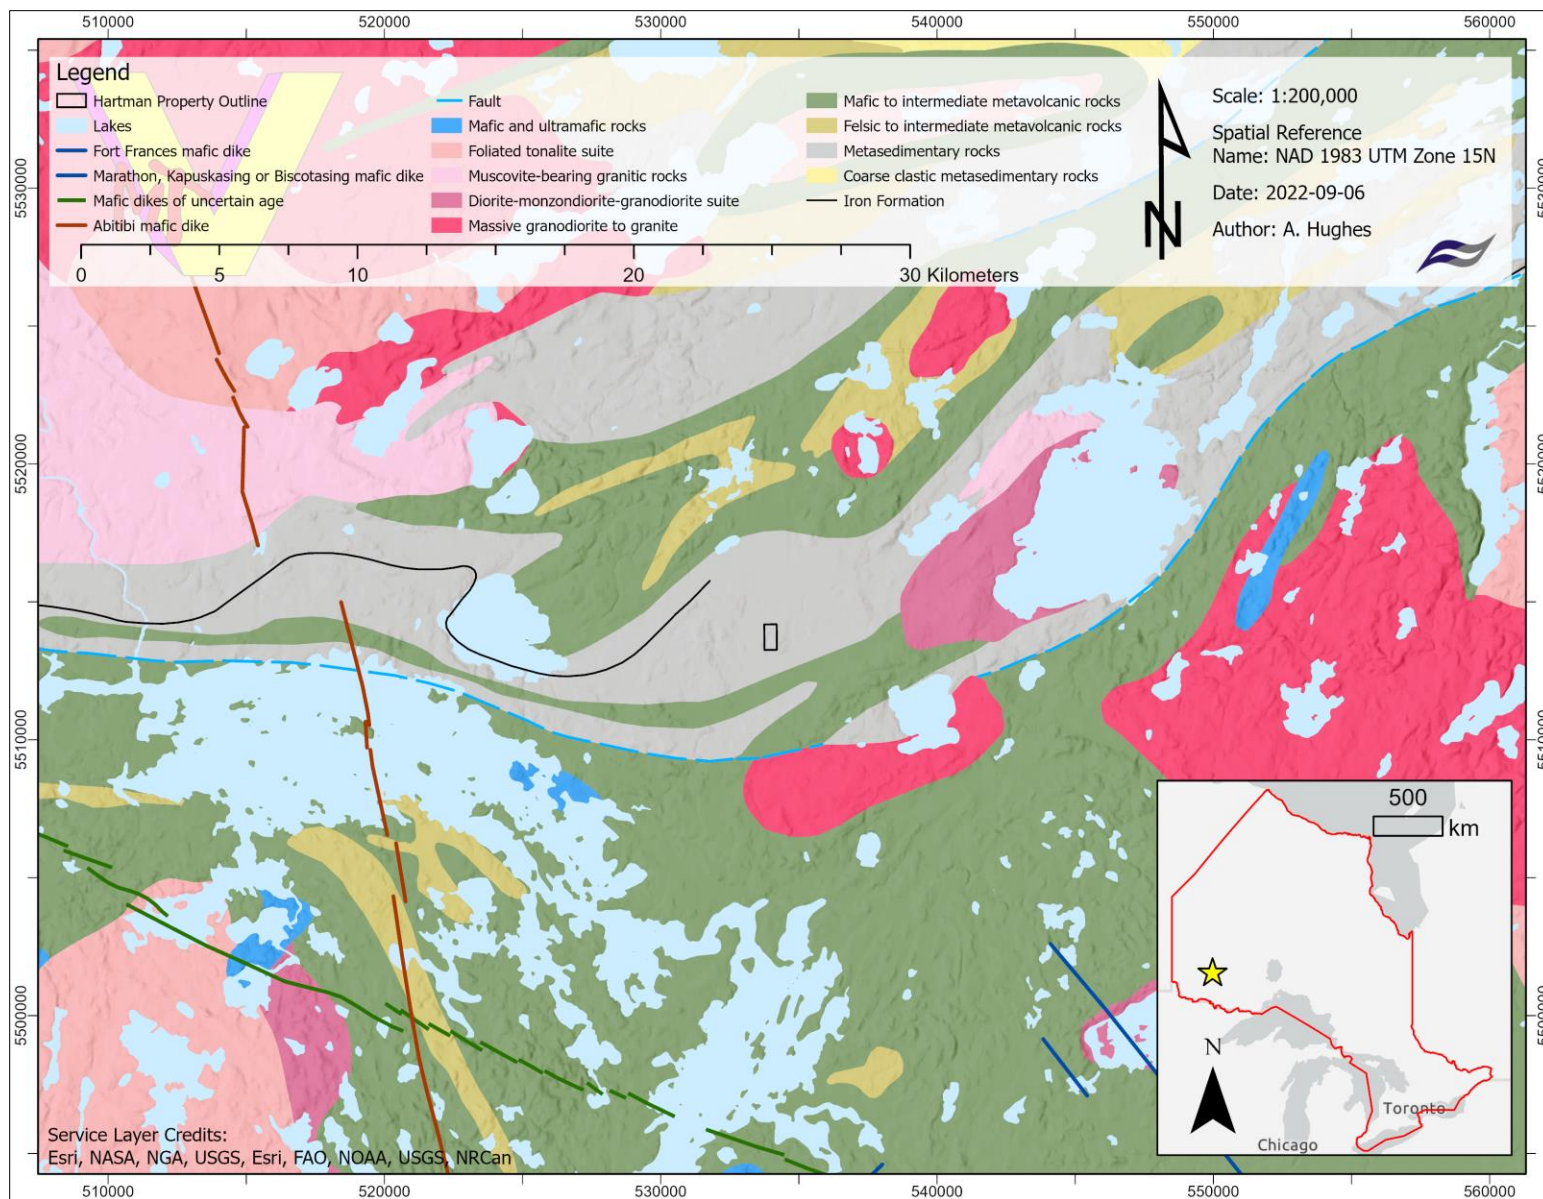 510000 520000 530000 540000 550000 560000
Legend
Hartman Property Outline
Lakes
Fort Frances mafic dike
Marathon, Kapuskasing or Biscotasing mafic dike
Mafic dikes of uncertain age
Abitibi mafic dike
Fault
Mafic and ultramafic rocks
Foliated tonalite suite
Muscovite-bearing granitic rocks
Diorite-monzondiorite-granodiorite suite
Massive granodiorite to granite
Mafic to intermediate metavolcanic rocks
Felsic to intermediate metavolcanic rocks
Metasedimentary rocks
Coarse clastic metasedimentary rocks
Iron Formation
N
Scale: 1:200,000
Spatial Reference
Name: NAD 1983 UTM Zone 15N
Date: 2022-09-06
Author: A. Hughes
0 5 10 20 30 Kilometers
5530000
5520000
5510000
5500000
5530000
5520000
5510000
5500000
500
km
N
Toronto
Chicago
Service Layer Credits:
Esri, NASA, NGA, USGS, Esri, FAO, NOAA, USGS, NRCan
510000 520000 530000 540000 550000 560000